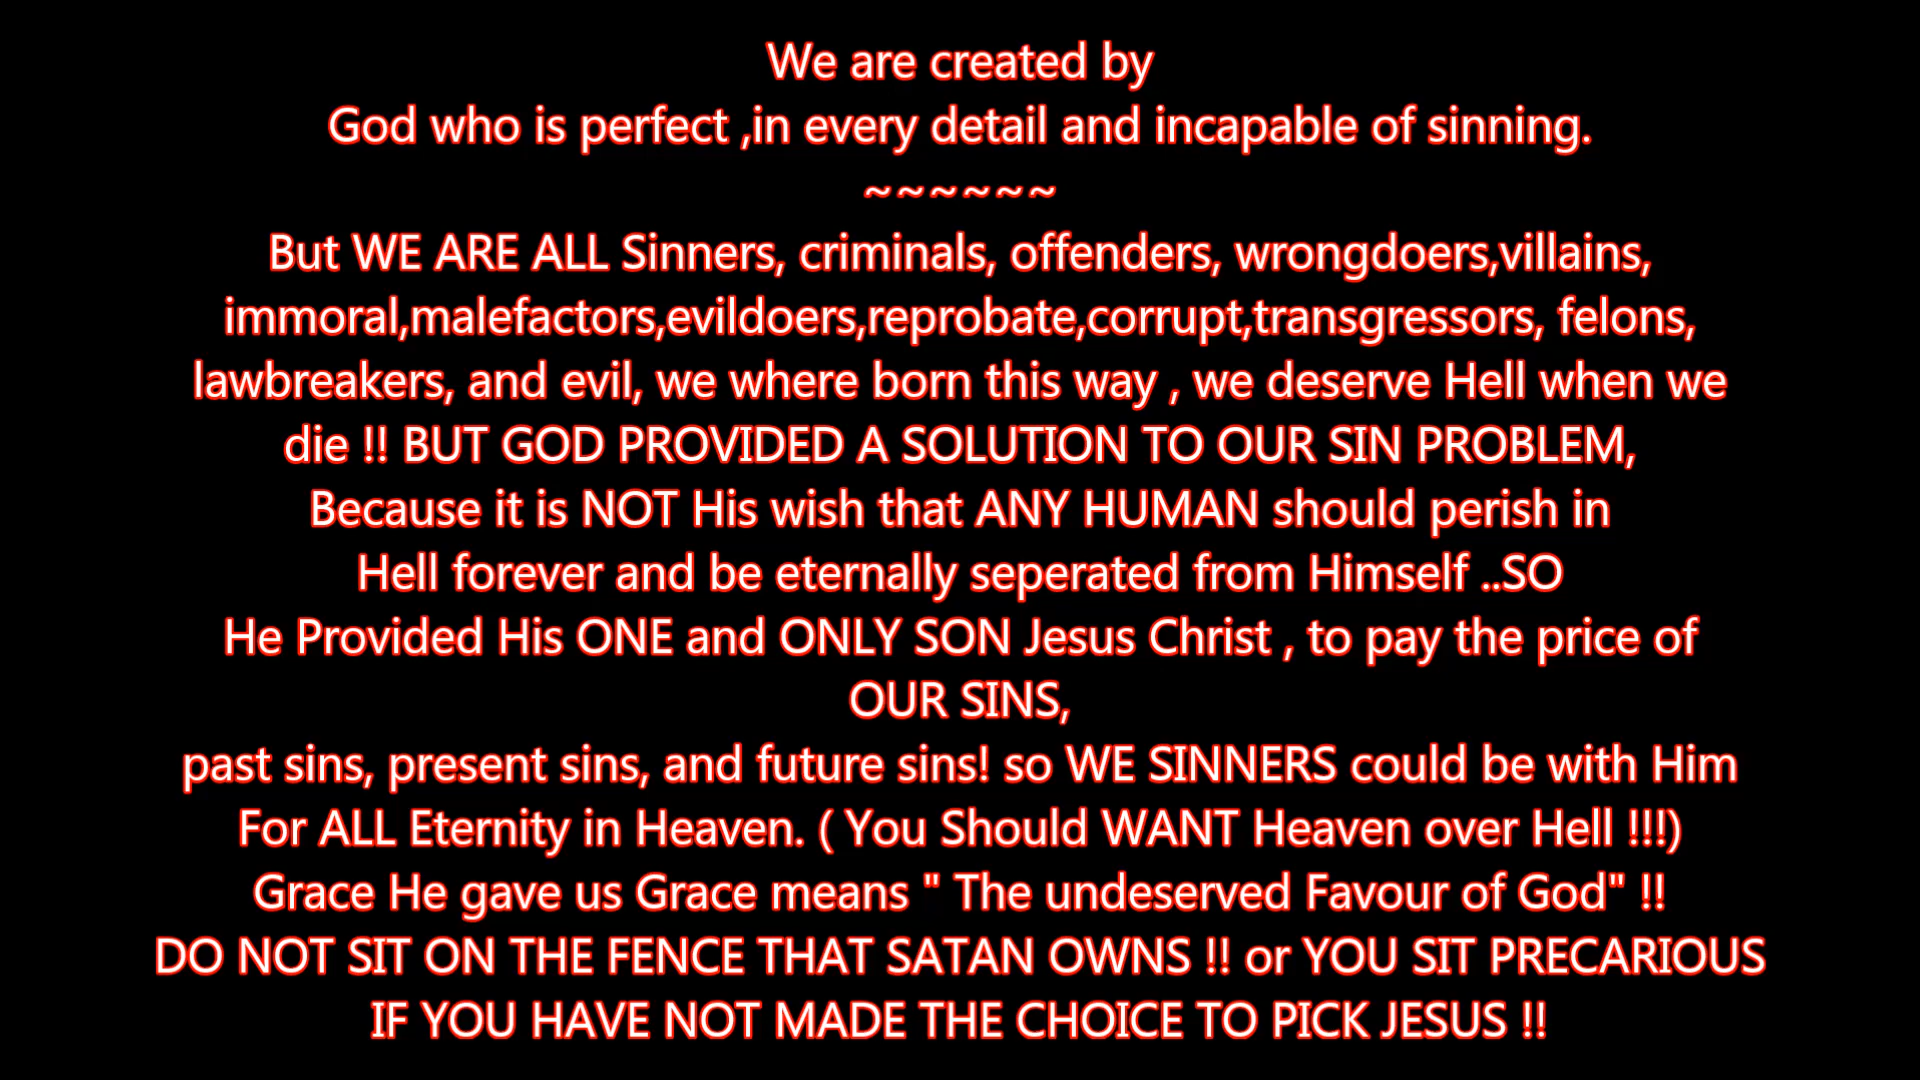 We are created by
God who is perfect ,in every detail and incapable of sinning.
~~~~~~
But WE ARE ALL Sinners, criminals, offenders, wrongdoers,villains,
immoral,malefactors,evildoers,reprobate,corrupt,transgressors, felons,
lawbreakers, and evil, we where born this way , we deserve Hell when we
die !! BUT GOD PROVIDED A SOLUTION TO OUR SIN PROBLEM,
Because it is NOT His wish that ANY HUMAN should perish in
Hell forever and be eternally seperated from Himself ..SO
He Provided His ONE and ONLY SON Jesus Christ , to pay the price of
OUR SINS,
past sins, present sins, and future sins! so WE SINNERS could be with Him
For ALL Eternity in Heaven. ( You Should WANT Heaven over Hell !!!)
Grace He gave us Grace means " The undeserved Favour of God" !!
DO NOT SIT ON THE FENCE THAT SATAN OWNS !! or YOU SIT PRECARIOUS
IF YOU HAVE NOT MADE THE CHOICE TO PICK JESUS !!